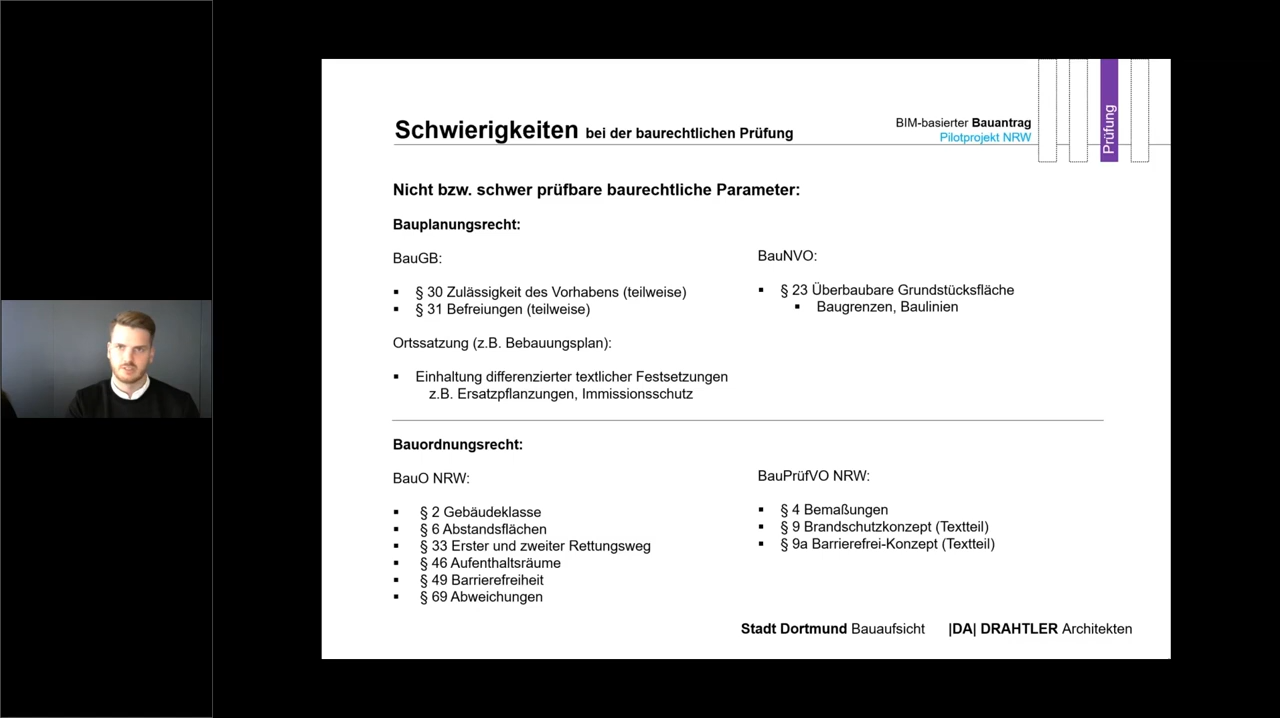 Schwierigkeiten bei der baurechtlichen Prüfung
BIM-basierter Bauantrag
Pilotprojekt NRW
Prüfung
Nicht bzw. schwer prüfbare baurechtliche Parameter:
Bauplanungsrecht:
BauGB:
▪ § 30 Zulässigkeit des Vorhabens (teilweise)
▪ § 31 Befreiungen (teilweise)
Ortssatzung (z.B. Bebauungsplan):
▪ Einhaltung differenzierter textlicher Festsetzungen
z.B. Ersatzpflanzungen, Immissionsschutz
BauNVO:
▪ § 23 Überbaubare Grundstücksfläche
▪ Baugrenzen, Baulinien
Bauordnungsrecht:
BauO NRW:
▪ § 2 Gebäudeklasse
▪ § 6 Abstandsflächen
▪ § 33 Erster und zweiter Rettungsweg
▪ § 46 Aufenthaltsräume
▪ § 49 Barrierefreiheit
▪ § 69 Abweichungen
BauPrüfVO NRW:
▪ § 4 Bemaßungen
▪ § 9 Brandschutzkonzept (Textteil)
▪ § 9a Barrierefrei-Konzept (Textteil)
Stadt Dortmund Bauaufsicht |DA| DRAHTLER Architekten